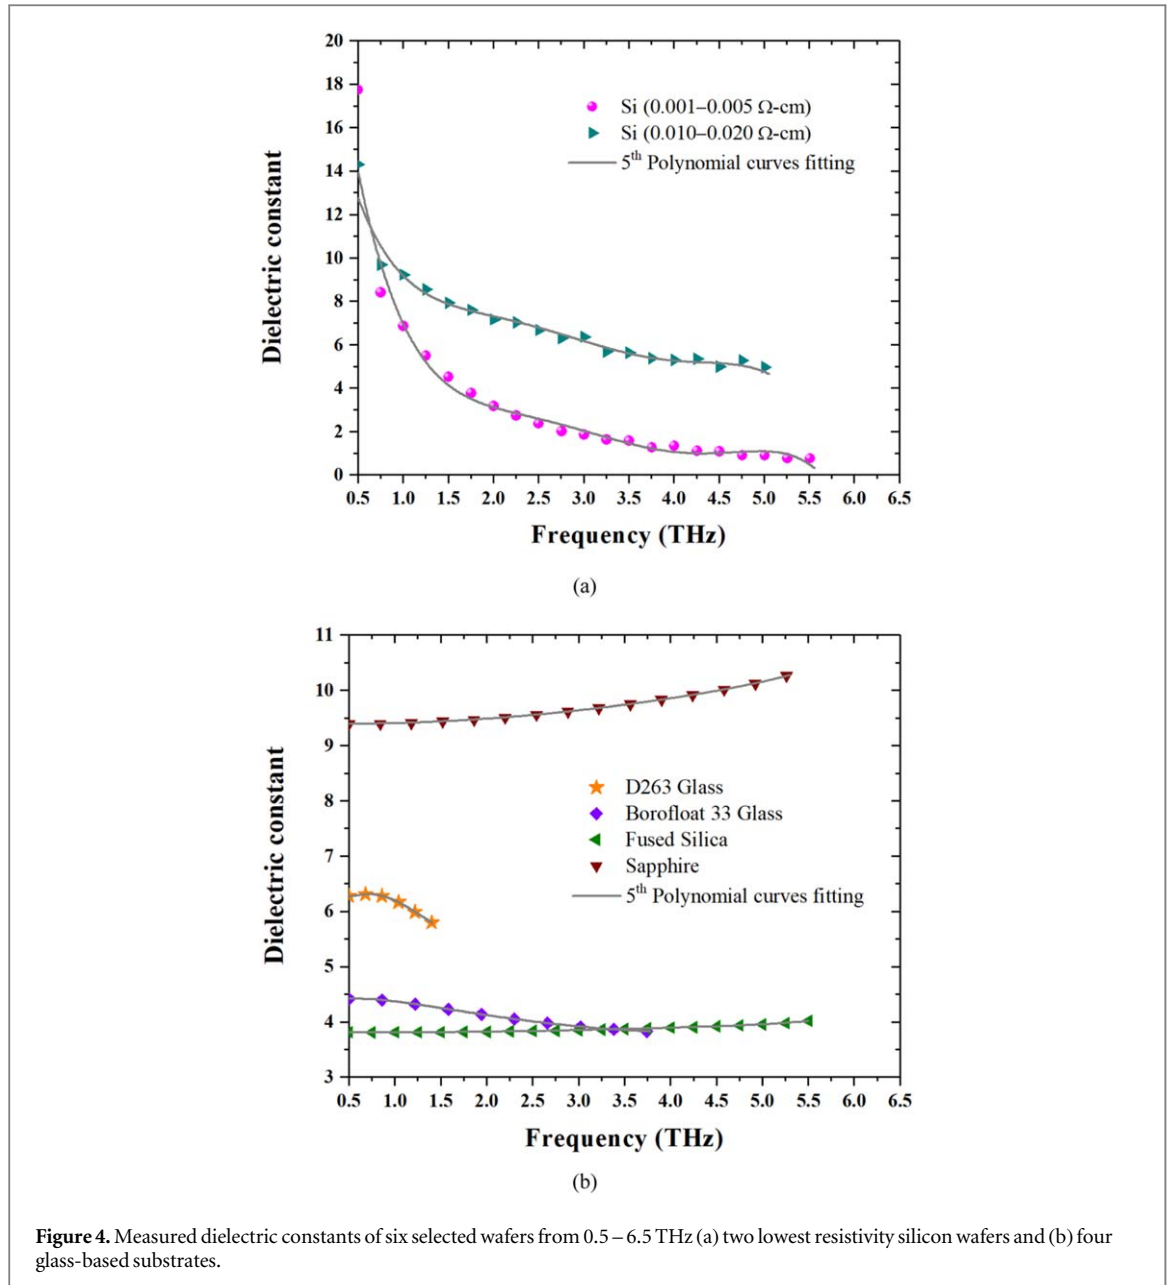 20
18
16
14
12
10
8
6
4
2
0
Dielectric constant
Si (0.001–0.005 Ω-cm)
Si (0.010–0.020 Ω-cm)
5th Polynomial curves fitting
0.5 1.0 1.5 2.0 2.5 3.0 3.5 4.0 4.5 5.0 5.5 6.0 6.5
Frequency (THz)
(a)
11
10
9
8
7
6
5
4
3
Dielectric constant
D263 Glass
Borofloat 33 Glass
Fused Silica
Sapphire
5th Polynomial curves fitting
0.5 1.0 1.5 2.0 2.5 3.0 3.5 4.0 4.5 5.0 5.5 6.0 6.5
Frequency (THz)
(b)
Figure 4. Measured dielectric constants of six selected wafers from 0.5 – 6.5 THz (a) two lowest resistivity silicon wafers and (b) four
glass-based substrates.